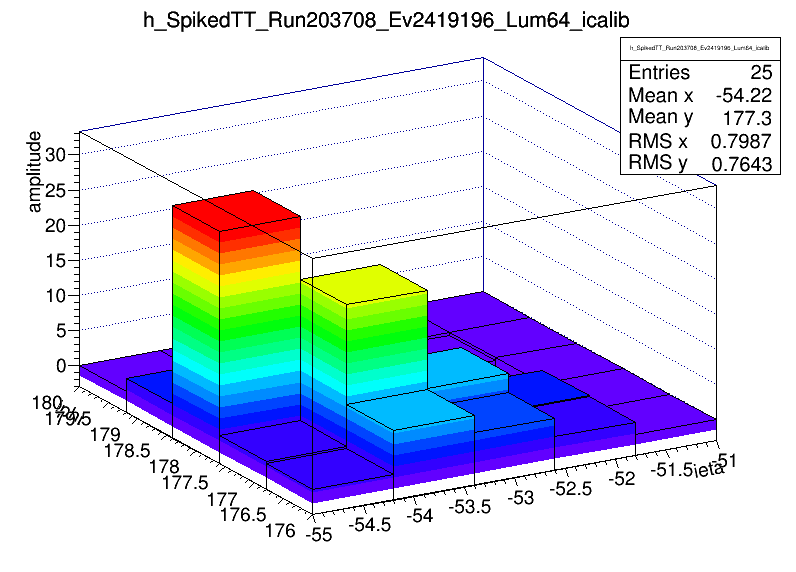 h_SpikedTT_Run203708_Ev2419196_Lum64_icalib
h_SpikedTT_Run203708_Ev2419196_Lum64_icalib
Entries 25
Mean x -54.22
Mean y 177.3
RMS x 0.7987
RMS y 0.7643
amplitude
30
25
20
15
10
5
0
180
179.5
179
178.5
178
177.5
177
176.5
176
-55
-54.5
-54
-53.5
-53
-52.5
-52
-51.5
-51
ieta